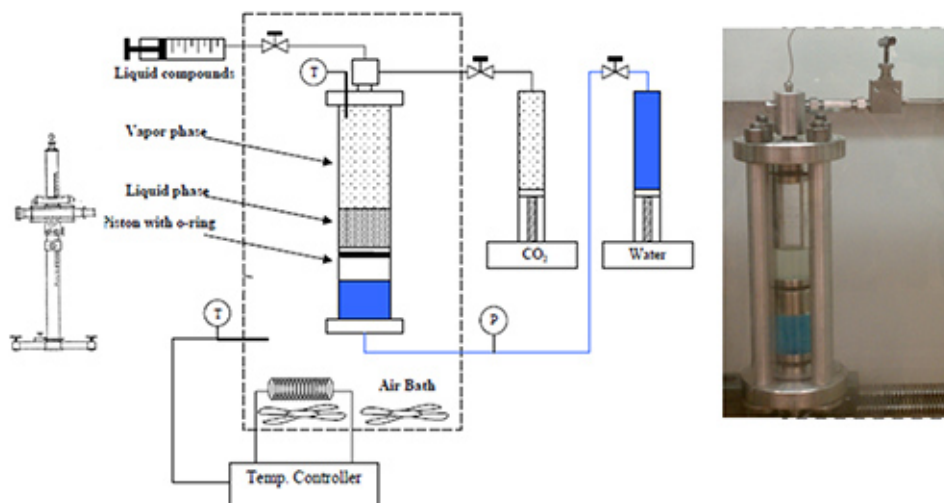 Liquid compounds
T
Vapor phase
Liquid phase
Piston with o-ring
CO₂
Water
T
P
Air Bath
Temp. Controller